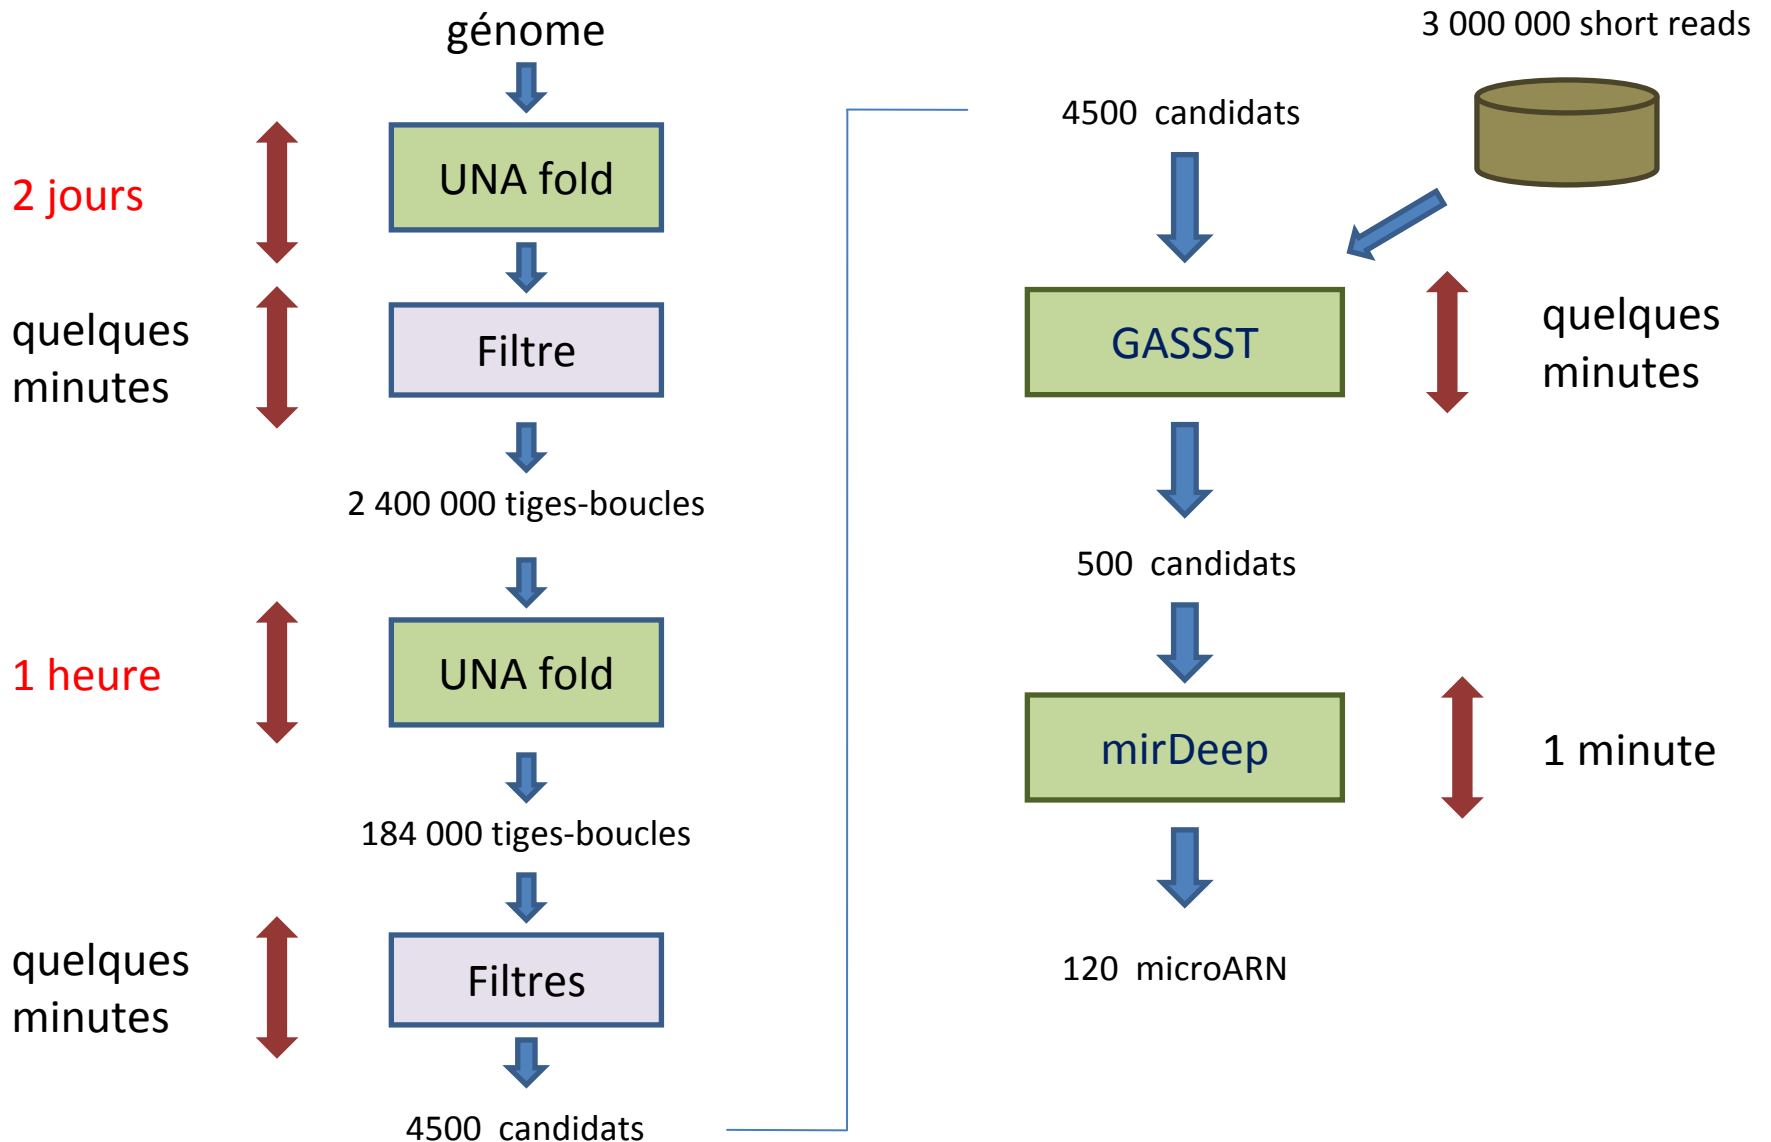 génome
2 jours
UNA fold
quelques
minutes
Filtre
2 400 000 tiges-boucles
1 heure
UNA fold
184 000 tiges-boucles
quelques
minutes
Filtres
4500 candidats
3 000 000 short reads
4500 candidats
GASSST
quelques
minutes
500 candidats
mirDeep
1 minute
120 microARN